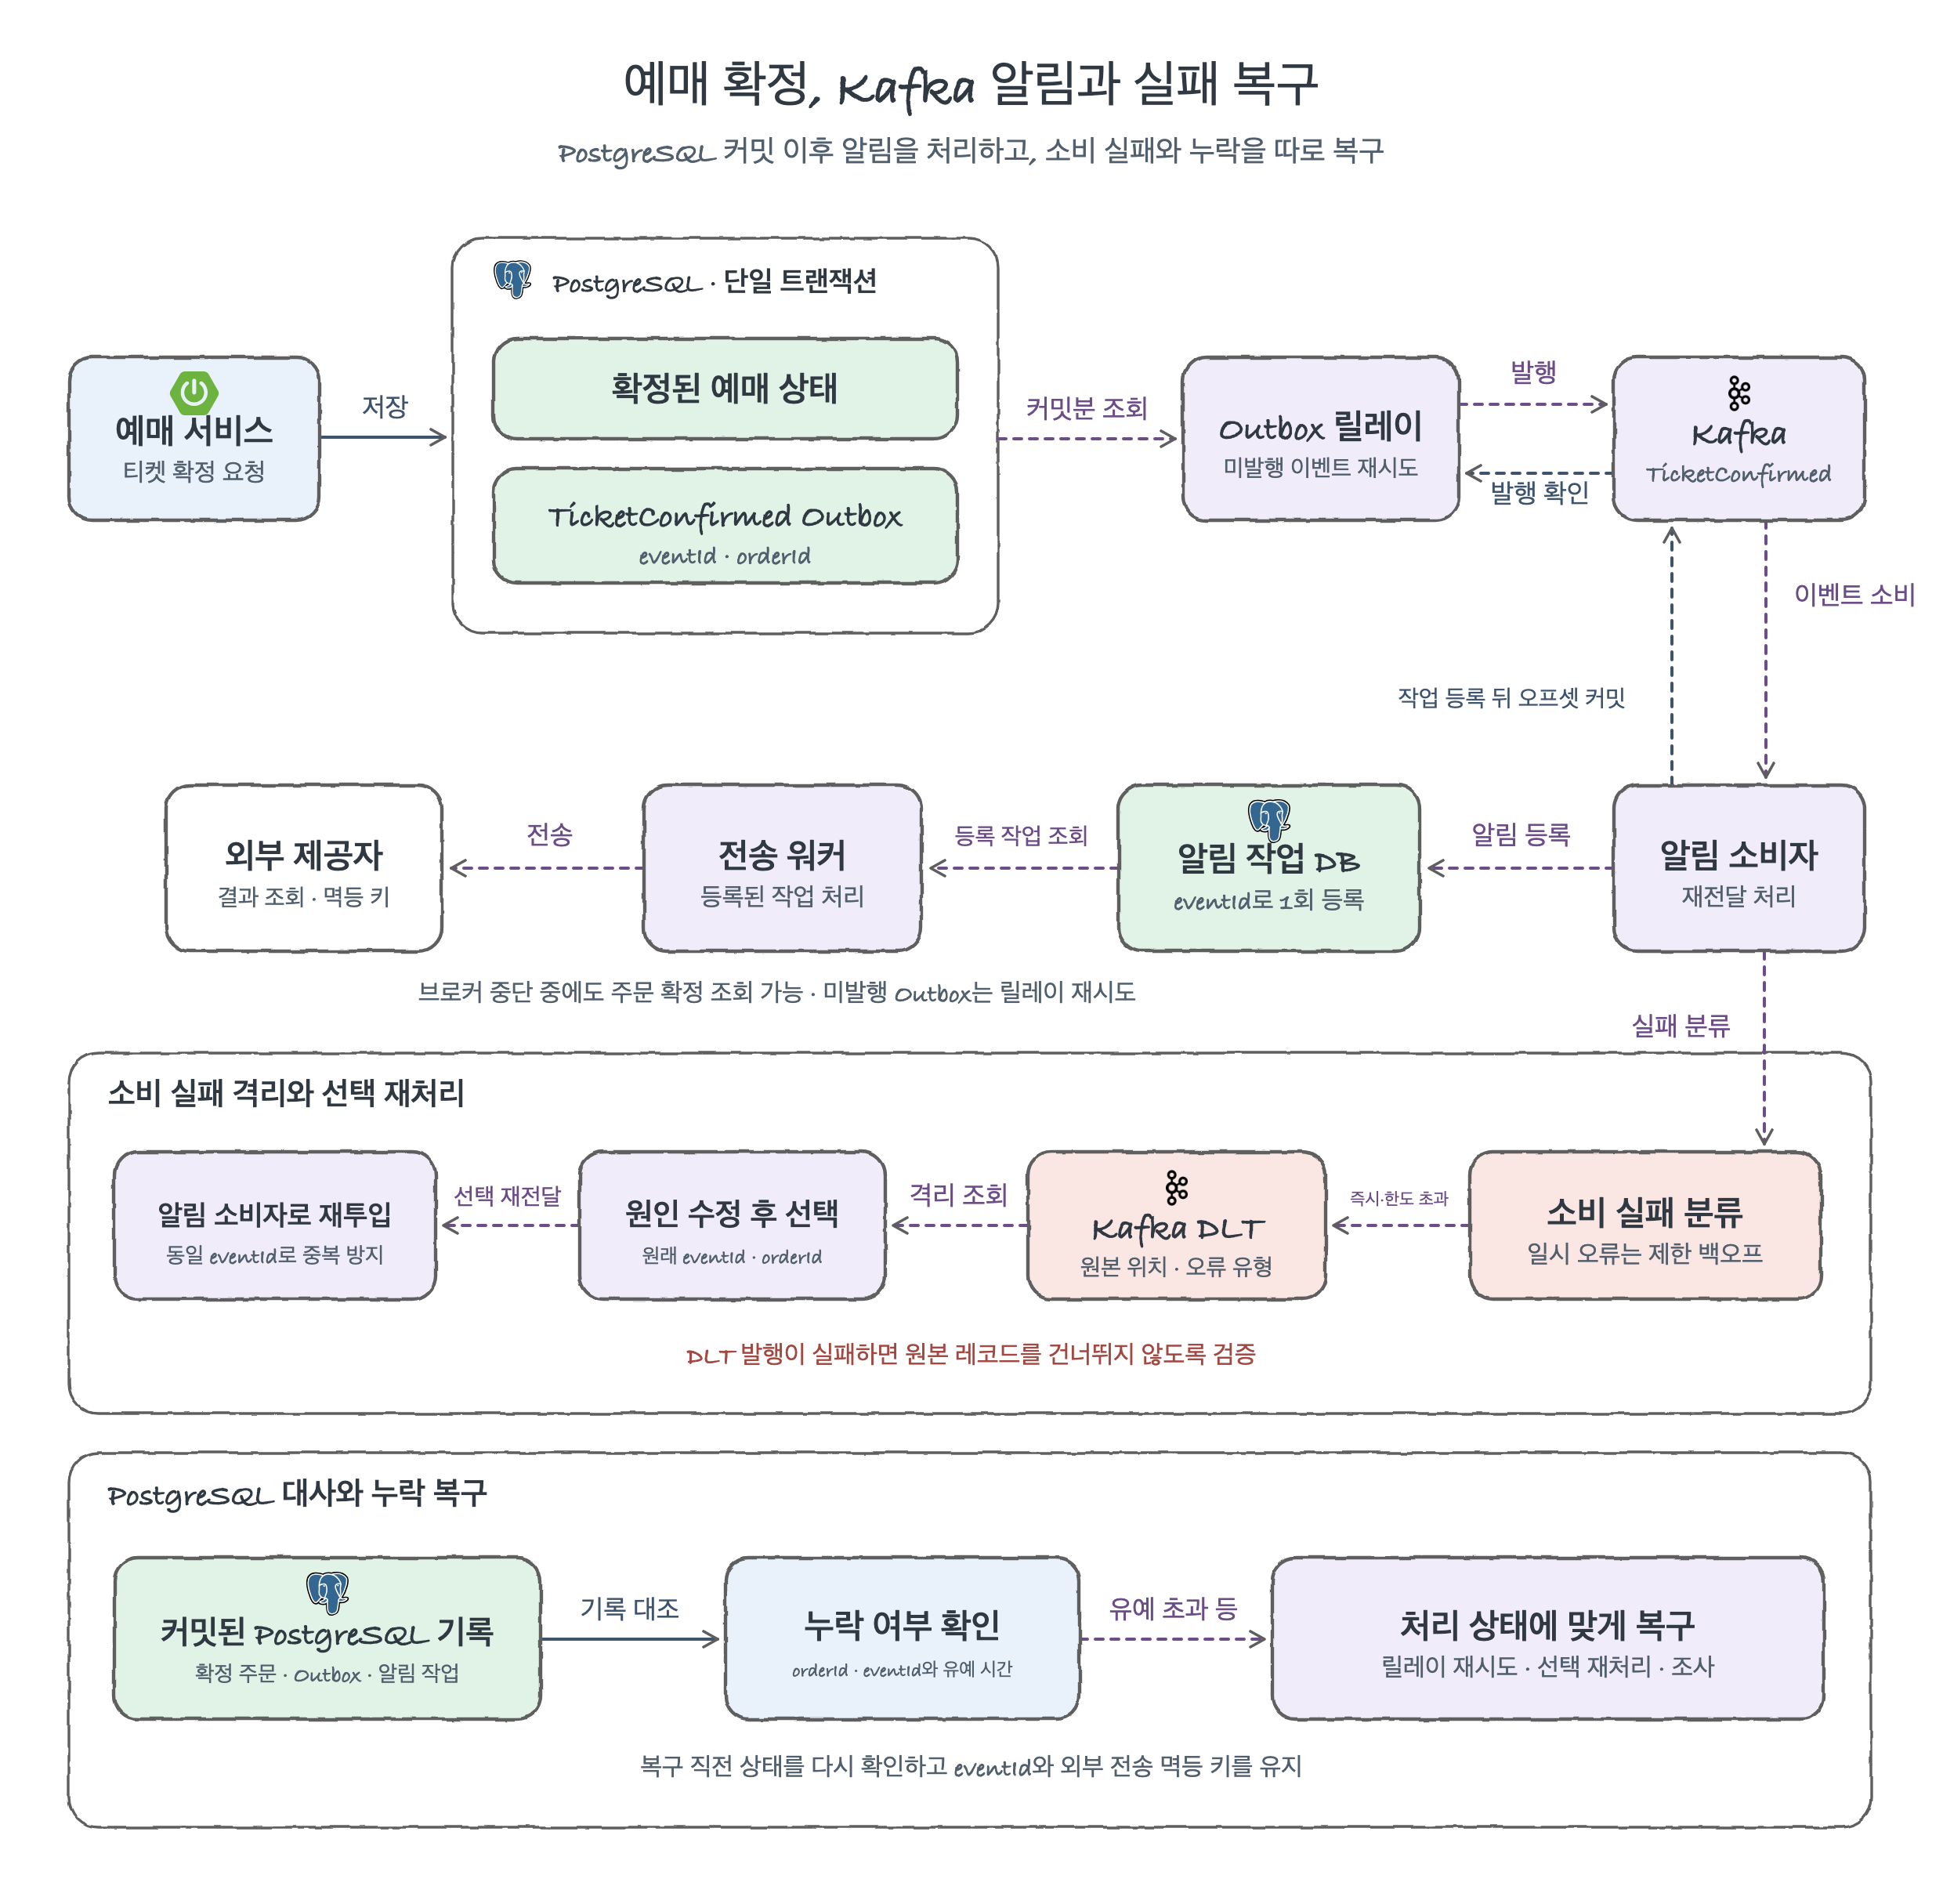 예매 확정, Kafka 알림과 실패 복구
PostgreSQL 커밋 이후 알림을 처리하고, 소비 실패와 누락을 따로 복구
PostgreSQL · 단일 트랜잭션
확정된 예매 상태
TicketConfirmed Outbox
eventId · orderId
예매 서비스
티켓 확정 요청
저장
커밋분 조회
Outbox 릴레이
미발행 이벤트 재시도
발행
발행 확인
Kafka
TicketConfirmed
이벤트 소비
작업 등록 뒤 오프셋 커밋
외부 제공자
결과 조회 · 멱등 키
전송
전송 워커
등록된 작업 처리
등록 작업 조회
알림 작업 DB
eventId로 1회 등록
알림 등록
알림 소비자
재전달 처리
브로커 중단 중에도 주문 확정 조회 가능 · 미발행 Outbox는 릴레이 재시도
실패 분류
소비 실패 격리와 선택 재처리
알림 소비자로 재투입
동일 eventId로 중복 방지
선택 재전달
원인 수정 후 선택
원래 eventId · orderId
격리 조회
Kafka DLT
원본 위치 · 오류 유형
즉시·한도 초과
소비 실패 분류
일시 오류는 제한 백오프
DLT 발행이 실패하면 원본 레코드를 건너뛰지 않도록 검증
PostgreSQL 대사와 누락 복구
커밋된 PostgreSQL 기록
확정 주문 · Outbox · 알림 작업
기록 대조
누락 여부 확인
orderId · eventId와 유예 시간
유예 초과 등
처리 상태에 맞게 복구
릴레이 재시도 · 선택 재처리 · 조사
복구 직전 상태를 다시 확인하고 eventId와 외부 전송 멱등 키를 유지